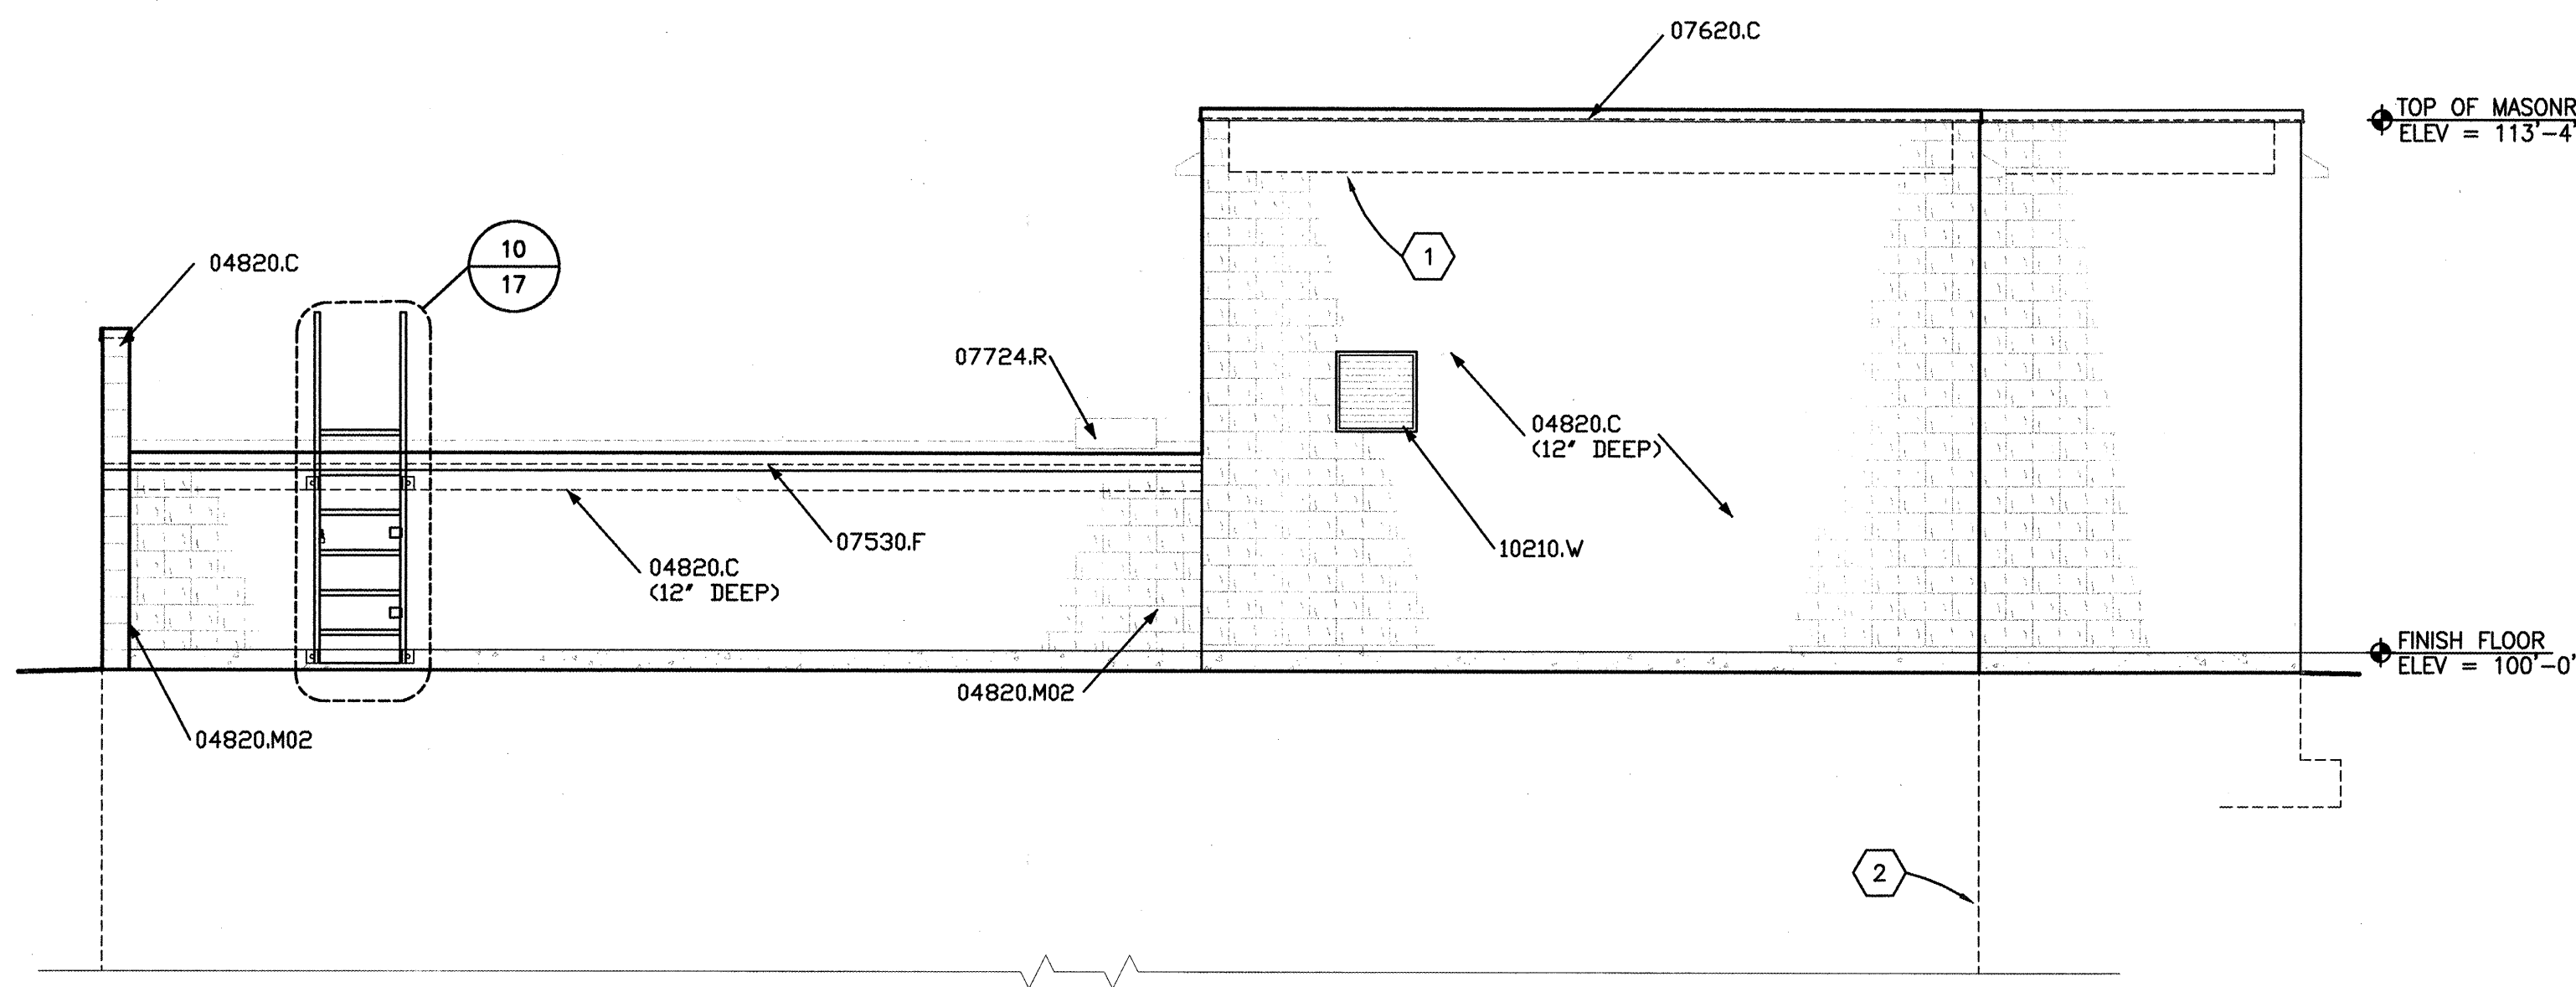 07620.C
TOP OF MASONR
ELEV = 113'-4'
04820.C
10
17
1
07724.R
04820.C
(12" DEEP)
07530.F
10210.W
04820.C
(12" DEEP)
FINISH FLOOR
ELEV = 100'-0'
04820.M02
04820.M02
2